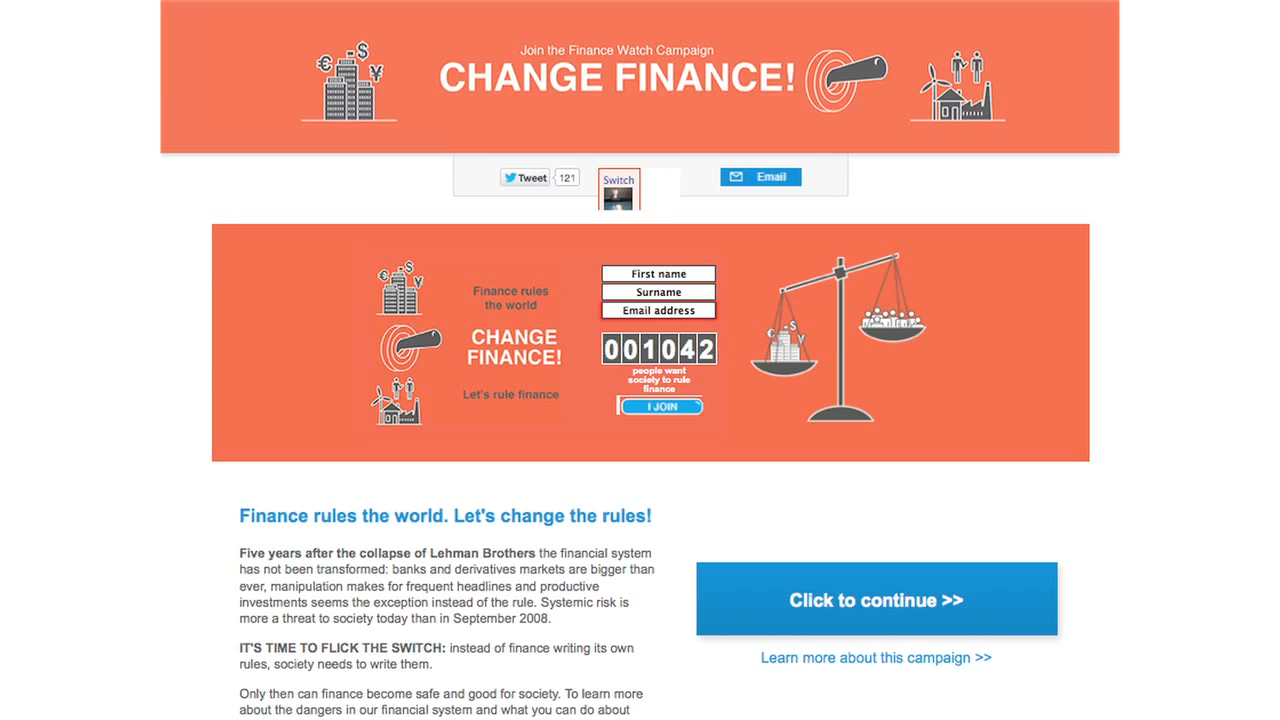 Join the Finance Watch Campaign
CHANGE FINANCE!
€ $ ¥
Tweet 121
Switch
Email
€ $ ¥
Finance rules
the world
CHANGE
FINANCE!
Let's rule finance
First name
Surname
Email address
001042
people want
society to rule
finance
I JOIN
€ $ ¥
Finance rules the world. Let's change the rules!
Five years after the collapse of Lehman Brothers the financial system
has not been transformed: banks and derivatives markets are bigger than
ever, manipulation makes for frequent headlines and productive
investments seems the exception instead of the rule. Systemic risk is
more a threat to society today than in September 2008.
IT'S TIME TO FLICK THE SWITCH: instead of finance writing its own
rules, society needs to write them.
Only then can finance become safe and good for society. To learn more
about the dangers in our financial system and what you can do about
Click to continue >>
Learn more about this campaign >>